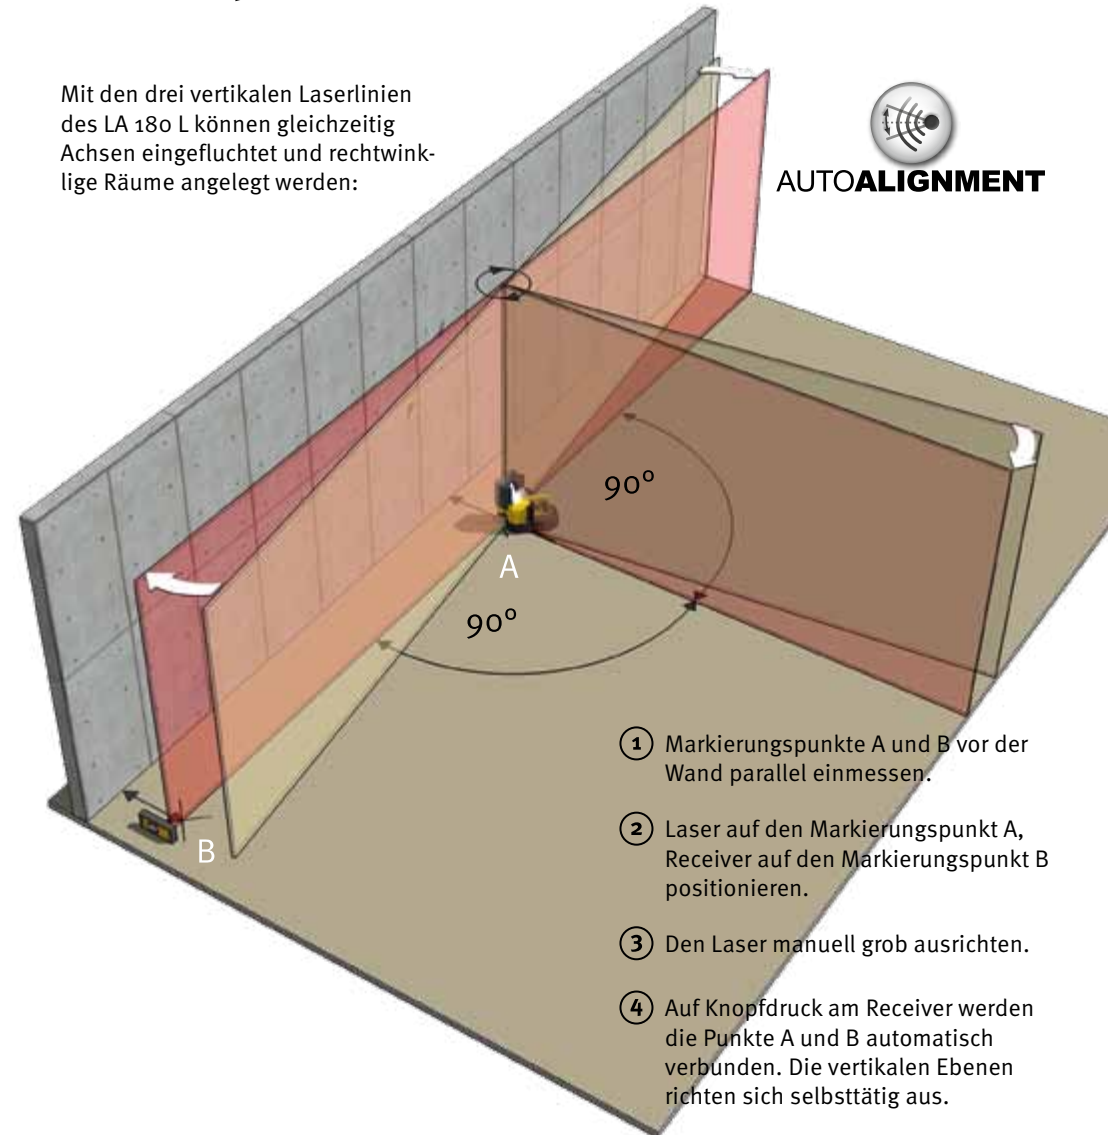 Mit den drei vertikalen Laserlinien
des LA 180 L können gleichzeitig
Achsen eingefluchtet und rechtwink-
lige Räume angelegt werden:
AUTOALIGNMENT
90°
A
90°
B
1 Markierungspunkte A und B vor der
Wand parallel einmessen.
2 Laser auf den Markierungspunkt A,
Receiver auf den Markierungspunkt B
positionieren.
3 Den Laser manuell grob ausrichten.
4 Auf Knopfdruck am Receiver werden
die Punkte A und B automatisch
verbunden. Die vertikalen Ebenen
richten sich selbsttätig aus.